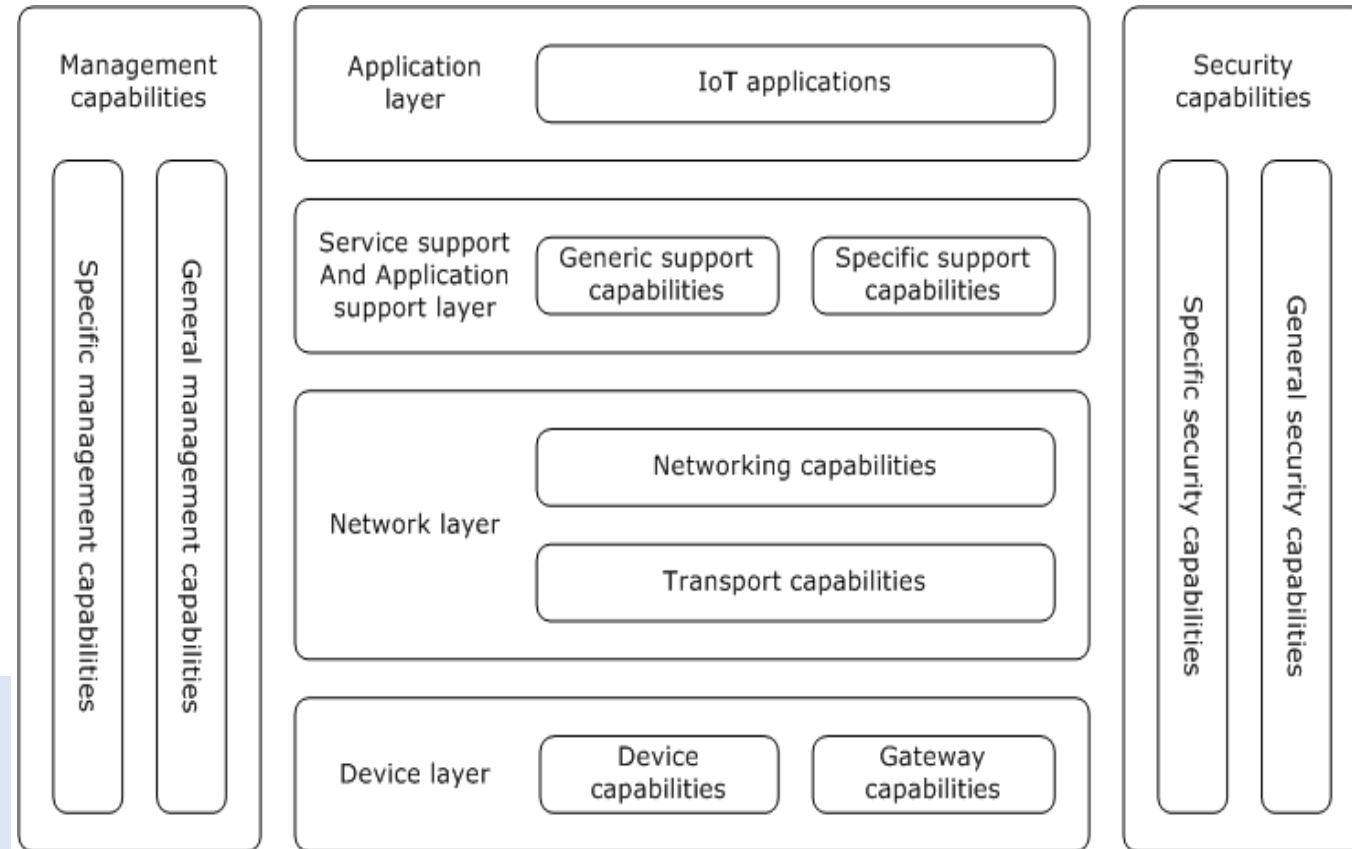 Management
capabilities
Specific management capabilities
General management capabilities
Application
layer
IoT applications
Service support
And Application
support layer
Generic support
capabilities
Specific support
capabilities
Network layer
Networking capabilities
Transport capabilities
Device layer
Device
capabilities
Gateway
capabilities
Security
capabilities
Specific security capabilities
General security capabilities